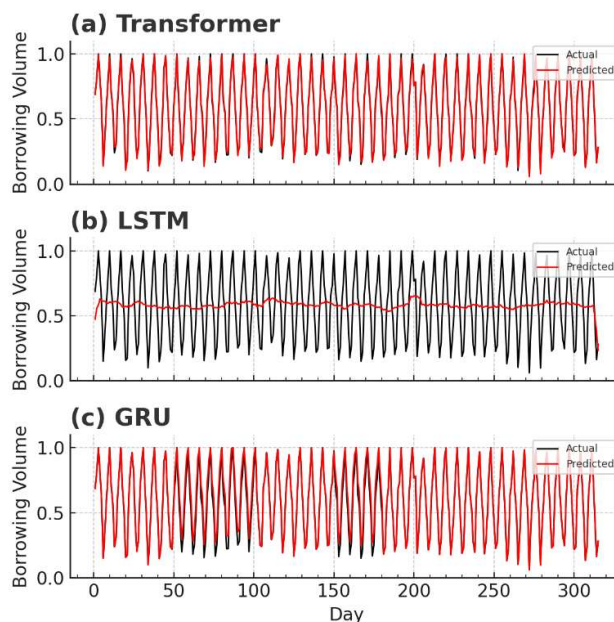 (a) Transformer
Borrowing Volume
1.0
0.5
0.0
Actual
Predicted
(b) LSTM
Borrowing Volume
1.0
0.5
0.0
Actual
Predicted
(c) GRU
Borrowing Volume
1.0
0.5
0.0
Actual
Predicted
0 50 100 150 200 250 300
Day